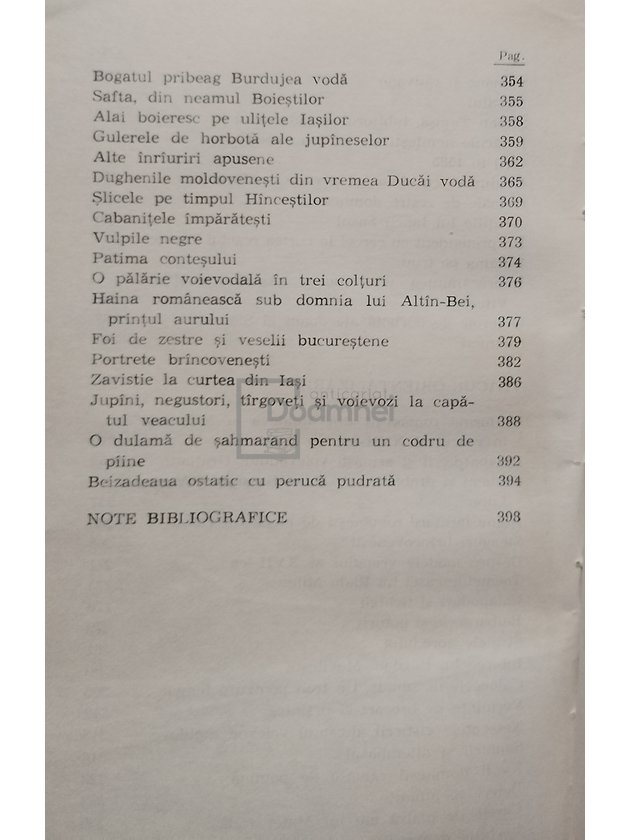 Pag.
Bogatul pribeag Burdujea vodă 354
Safta, din neamul Boieștilor 355
Alai boieresc pe ulițele Iașilor 358
Gulerele de horbotă ale jupîneselor 359
Alte înrîuriri apusene 362
Dughenile moldovenești din vremea Ducăi vodă 365
Șlicele pe timpul Hînceștilor 369
Cabanițele împărătești 370
Vulpile negre 373
Patima conteșului 374
O pălărie voievodală în trei colțuri 376
Haina românească sub domnia lui Altîn-Bei,
prințul aurului 377
Foi de zestre și veselii bucureștene 379
Portrete brîncovenești 382
Zavistie la curtea din Iași 386
anticariat
Jupîni, negustori, tîrgoveți și voievozi la capă-
Doamnei
tul veacului 388
O dulamă de șahmarand pentru un codru de
pîine 392
Beizadeaua ostatic cu perucă pudrată 394
NOTE BIBLIOGRAFICE 398